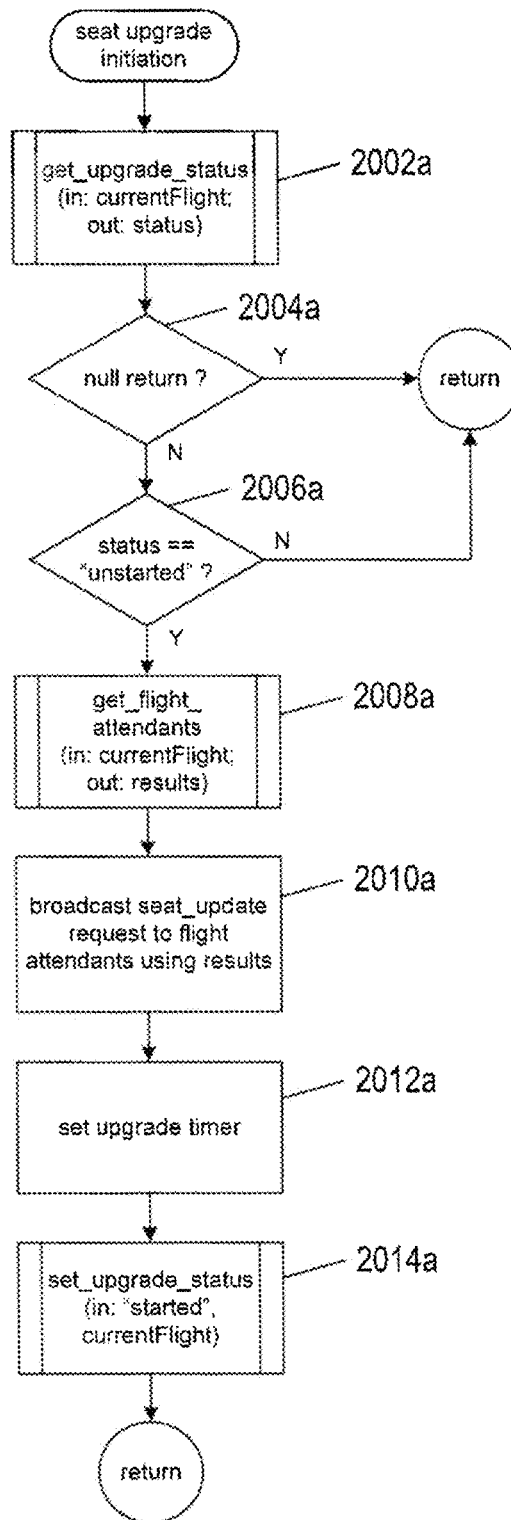 seat upgrade
initiation
get_upgrade_status
(in: currentFlight;
out: status)
2002a
2004a
null return ?
Y
return
N
2006a
status ==
"unstarted" ?
N
Y
get_flight_
attendants
(in: currentFlight;
out: results)
2008a
broadcast seat_update
request to flight
attendants using results
2010a
set upgrade timer
2012a
set_upgrade_status
(in: "started",
currentFlight)
2014a
return